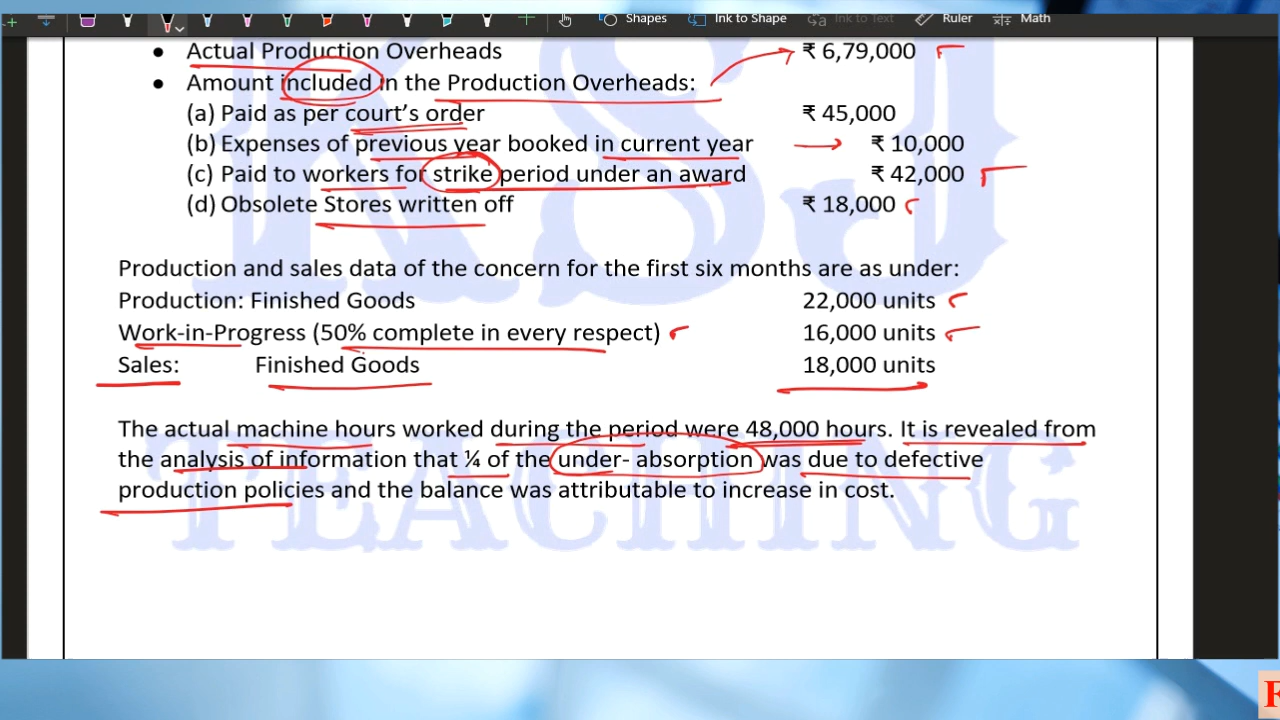 Shapes Ink to Shape Ink to Text Ruler Math
• Actual Production Overheads ₹ 6,79,000
• Amount included in the Production Overheads:
(a) Paid as per court's order ₹ 45,000
(b) Expenses of previous year booked in current year ₹ 10,000
(c) Paid to workers for strike period under an award ₹ 42,000
(d) Obsolete Stores written off ₹ 18,000
Production and sales data of the concern for the first six months are as under:
Production: Finished Goods 22,000 units
Work-in-Progress (50% complete in every respect) 16,000 units
Sales: Finished Goods 18,000 units
The actual machine hours worked during the period were 48,000 hours. It is revealed from
the analysis of information that ¼ of the under- absorption was due to defective
production policies and the balance was attributable to increase in cost.
KSJ
TEACHING